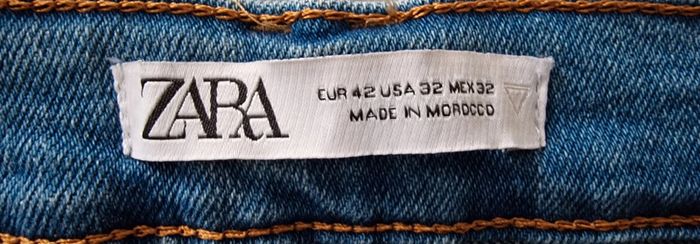 ZARA
EUR 42 USA 32 MEX 32
MADE IN MOROCCO